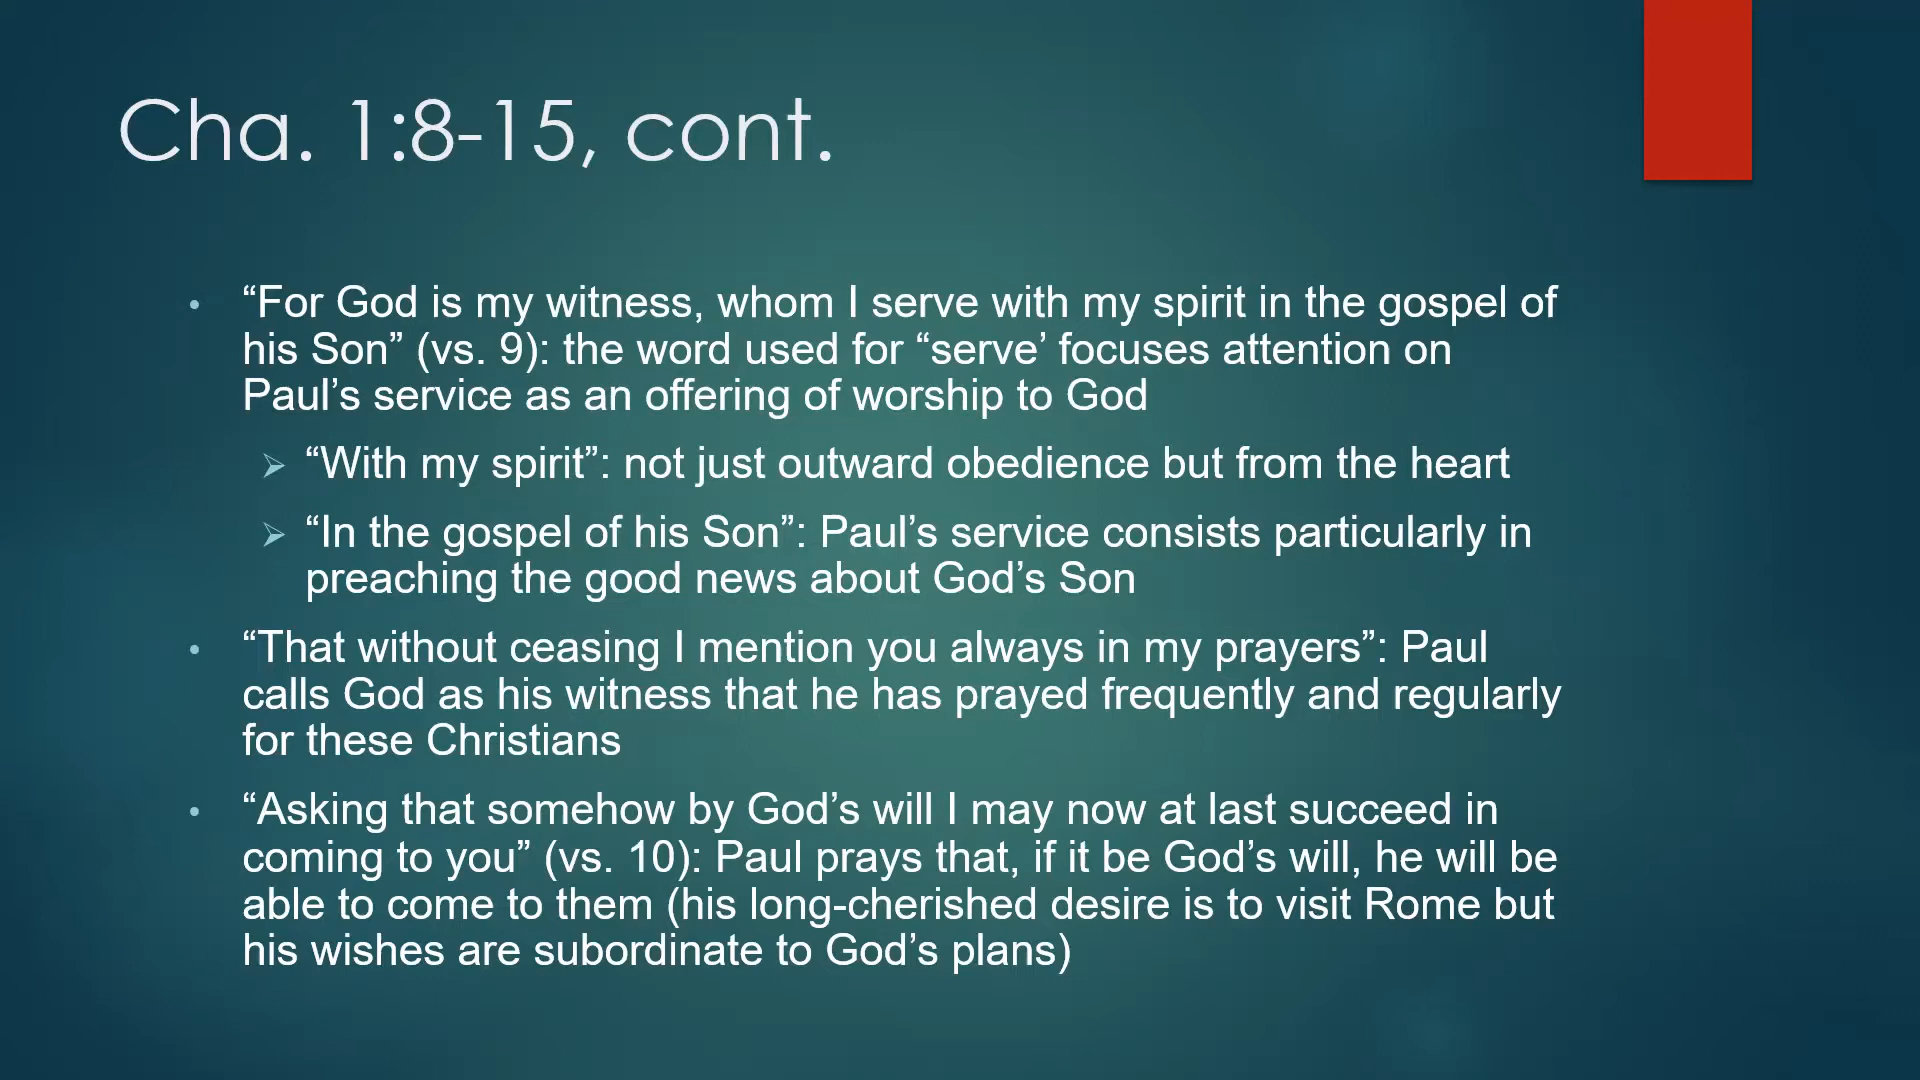 Cha. 1:8-15, cont.
• “For God is my witness, whom I serve with my spirit in the gospel of
his Son” (vs. 9): the word used for “serve’ focuses attention on
Paul’s service as an offering of worship to God
➢ “With my spirit”: not just outward obedience but from the heart
➢ “In the gospel of his Son”: Paul’s service consists particularly in
preaching the good news about God’s Son
• “That without ceasing I mention you always in my prayers”: Paul
calls God as his witness that he has prayed frequently and regularly
for these Christians
• “Asking that somehow by God’s will I may now at last succeed in
coming to you” (vs. 10): Paul prays that, if it be God’s will, he will be
able to come to them (his long-cherished desire is to visit Rome but
his wishes are subordinate to God’s plans)